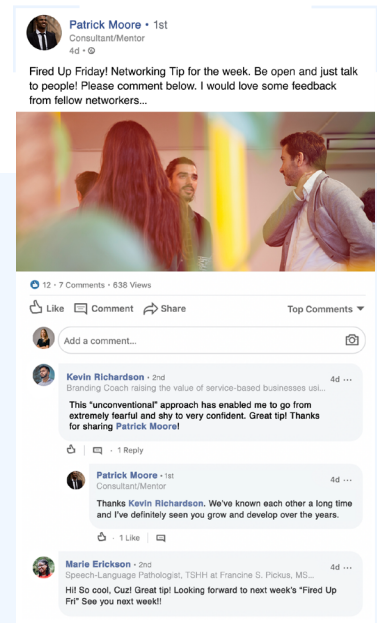 Patrick Moore • 1st
Consultant/Mentor
4d •
Fired Up Friday! Networking Tip for the week. Be open and just talk
to people! Please comment below. I would love some feedback
from fellow networkers...
12 • 7 Comments • 638 Views
Like Comment Share Top Comments
Add a comment...
Kevin Richardson • 2nd 4d ...
Branding Coach raising the value of service-based businesses usi...
This “unconventional” approach has enabled me to go from
extremely fearful and shy to very confident. Great tip! Thanks
for sharing Patrick Moore!
1 Reply
Patrick Moore • 1st 4d ...
Consultant/Mentor
Thanks Kevin Richardson. We've known each other a long time
and I've definitely seen you grow and develop over the years.
1 Like
Marie Erickson • 2nd 4d ...
Speech-Language Pathologist, TSHH at Francine S. Pickus, MS...
Hi! So cool, Cuz! Great tip! Looking forward to next week's “Fired Up
Fri” See you next week!!